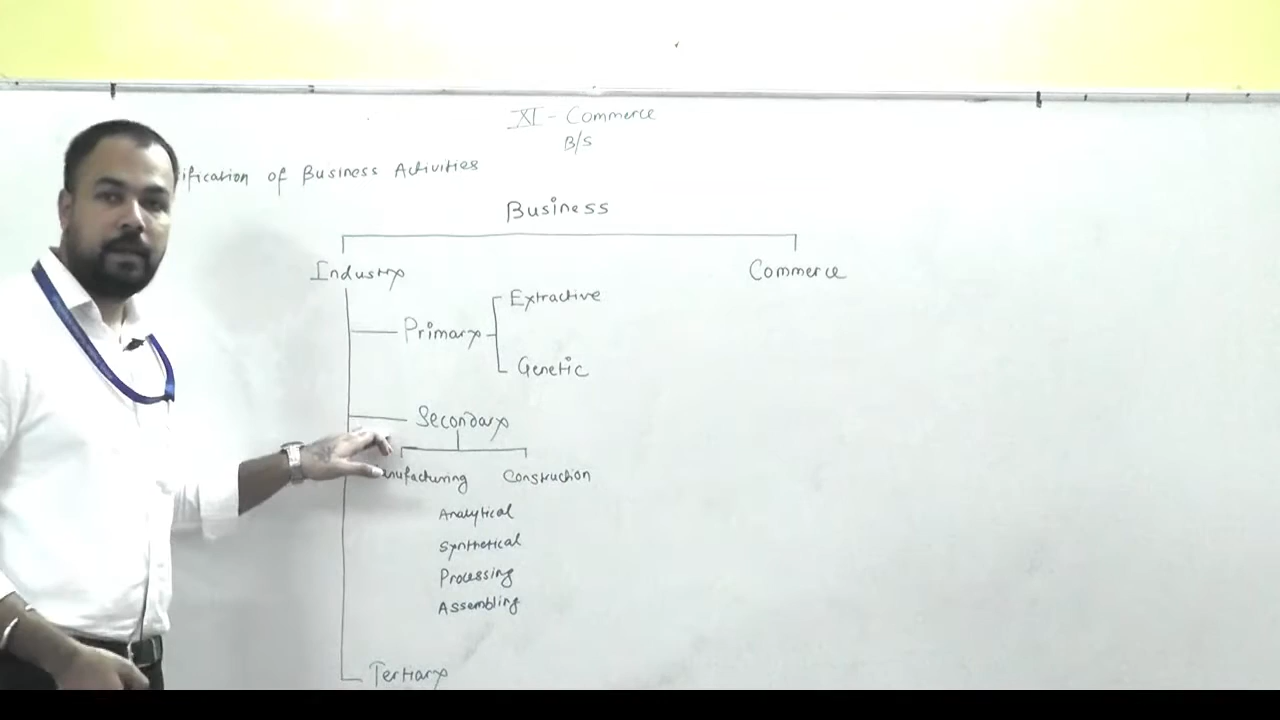 XI - Commerce
B/S
ification of Business Activities
Business
Industry
Commerce
Extractive
Primary
Genetic
Secondary
nufacturing Construction
Analytical
Synthetical
Processing
Assembling
Tertiary